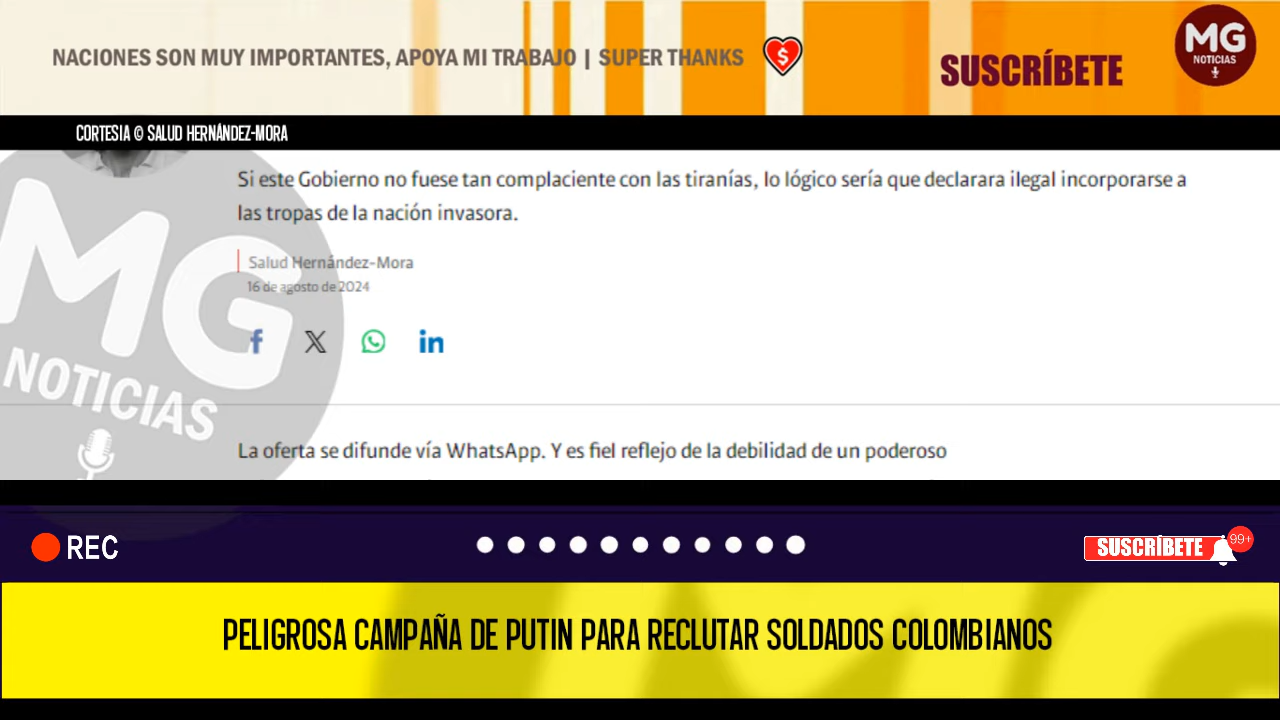 NACIONES SON MUY IMPORTANTES, APOYA MI TRABAJO | SUPER THANKS
$
SUSCRÍBETE
MG
NOTICIAS
CORTESIA © SALUD HERNÁNDEZ-MORA
Si este Gobierno no fuese tan complaciente con las tiranías, lo lógico sería que declarara ilegal incorporarse a
las tropas de la nación invasora.
Salud Hernández-Mora
16 de agosto de 2024
MG
NOTICIAS
La oferta se difunde vía WhatsApp. Y es fiel reflejo de la debilidad de un poderoso
REC
SUSCRÍBETE
99+
PELIGROSA CAMPAÑA DE PUTIN PARA RECLUTAR SOLDADOS COLOMBIANOS